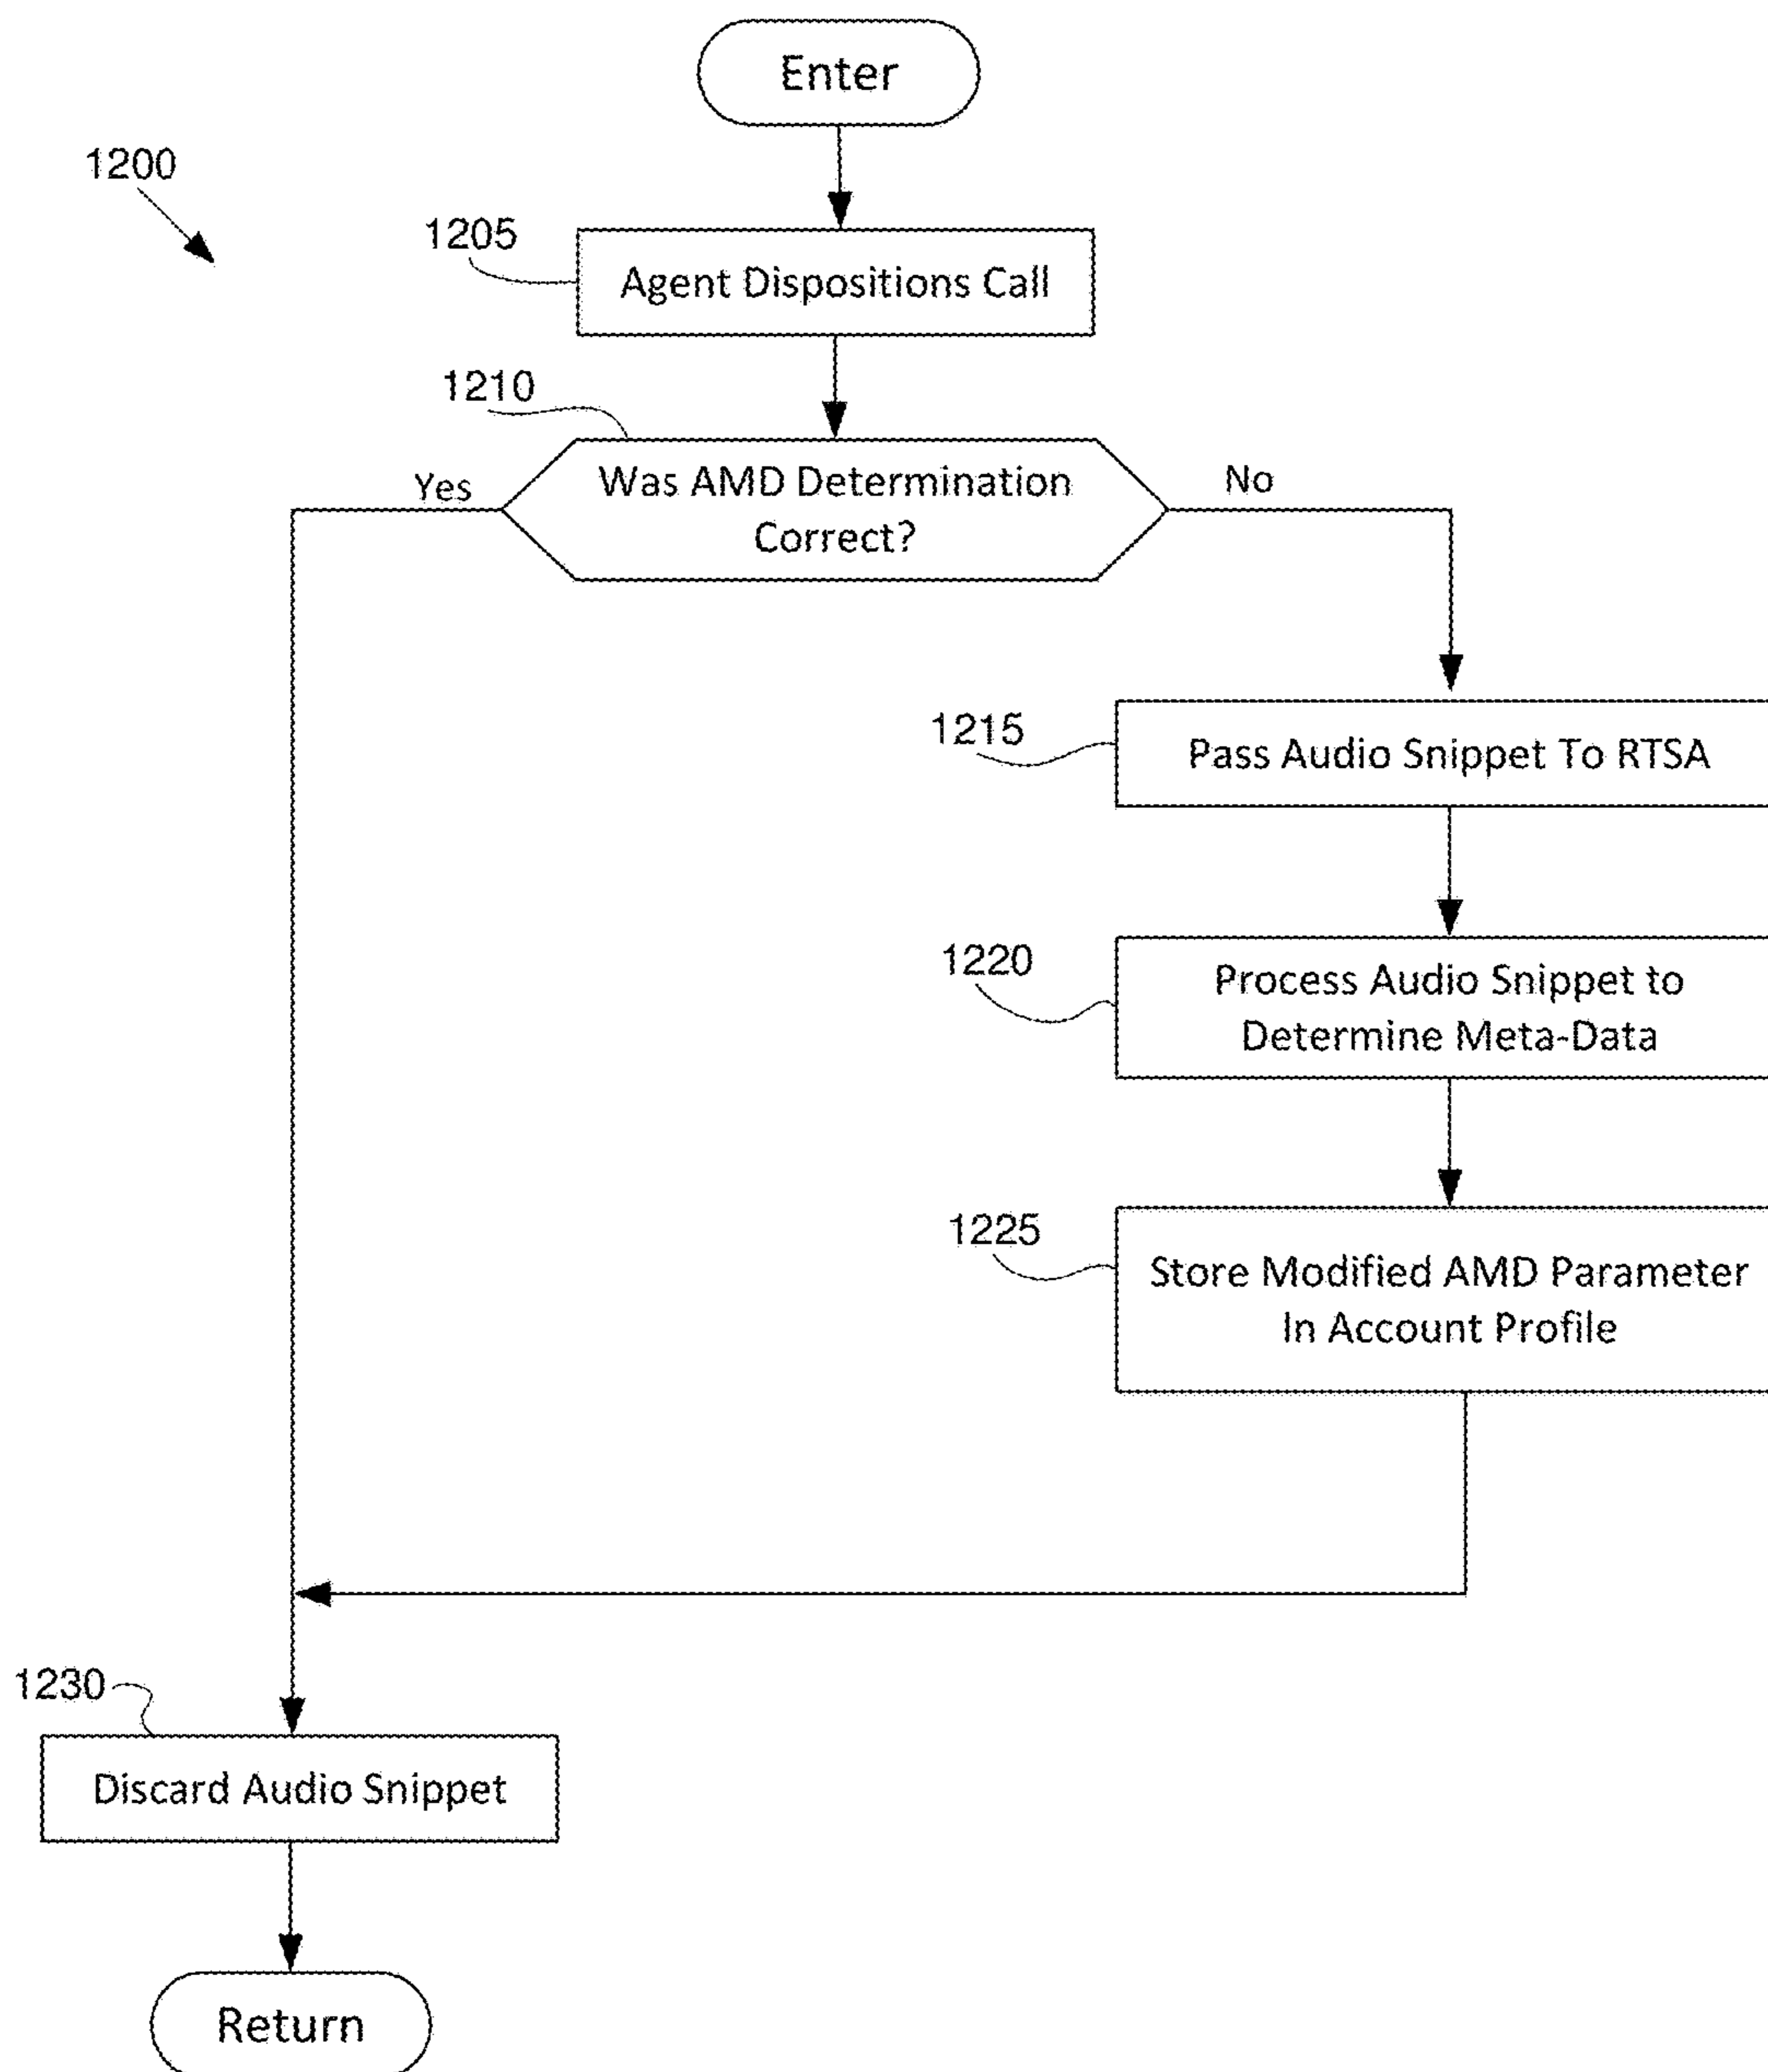 Enter
1200
1205
Agent Dispositions Call
1210
Yes
Was AMD Determination
Correct?
No
1215
Pass Audio Snippet To RTSA
1220
Process Audio Snippet to
Determine Meta-Data
1225
Store Modified AMD Parameter
In Account Profile
1230
Discard Audio Snippet
Return